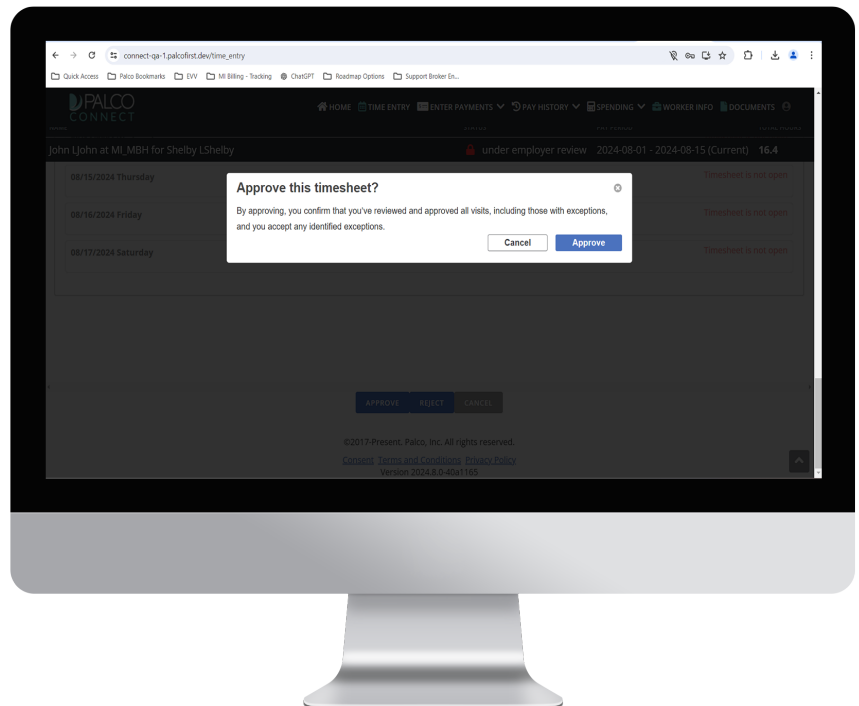 connect-qa-1.palcofirst.dev/time_entry
Quick Access Palco Bookmarks EVV MI Billing - Tracking ChatGPT Roadmap Options Support Broker En...
PALCO
CONNECT
HOME TIME ENTRY ENTER PAYMENTS PAY HISTORY SPENDING WORKER INFO DOCUMENTS
John LJohn at MI_MBH for Shelby LShelby under employer review 2024-08-01 - 2024-08-15 (Current) 16.4
08/15/2024 Thursday Timesheet is not open
08/16/2024 Friday Timesheet is not open
08/17/2024 Saturday Timesheet is not open
Approve this timesheet?
By approving, you confirm that you've reviewed and approved all visits, including those with exceptions,
and you accept any identified exceptions.
Cancel Approve
APPROVE REJECT CANCEL
©2017-Present. Palco, Inc. All rights reserved.
Consent Terms and Conditions Privacy Policy
Version 2024.8.0-40a1165